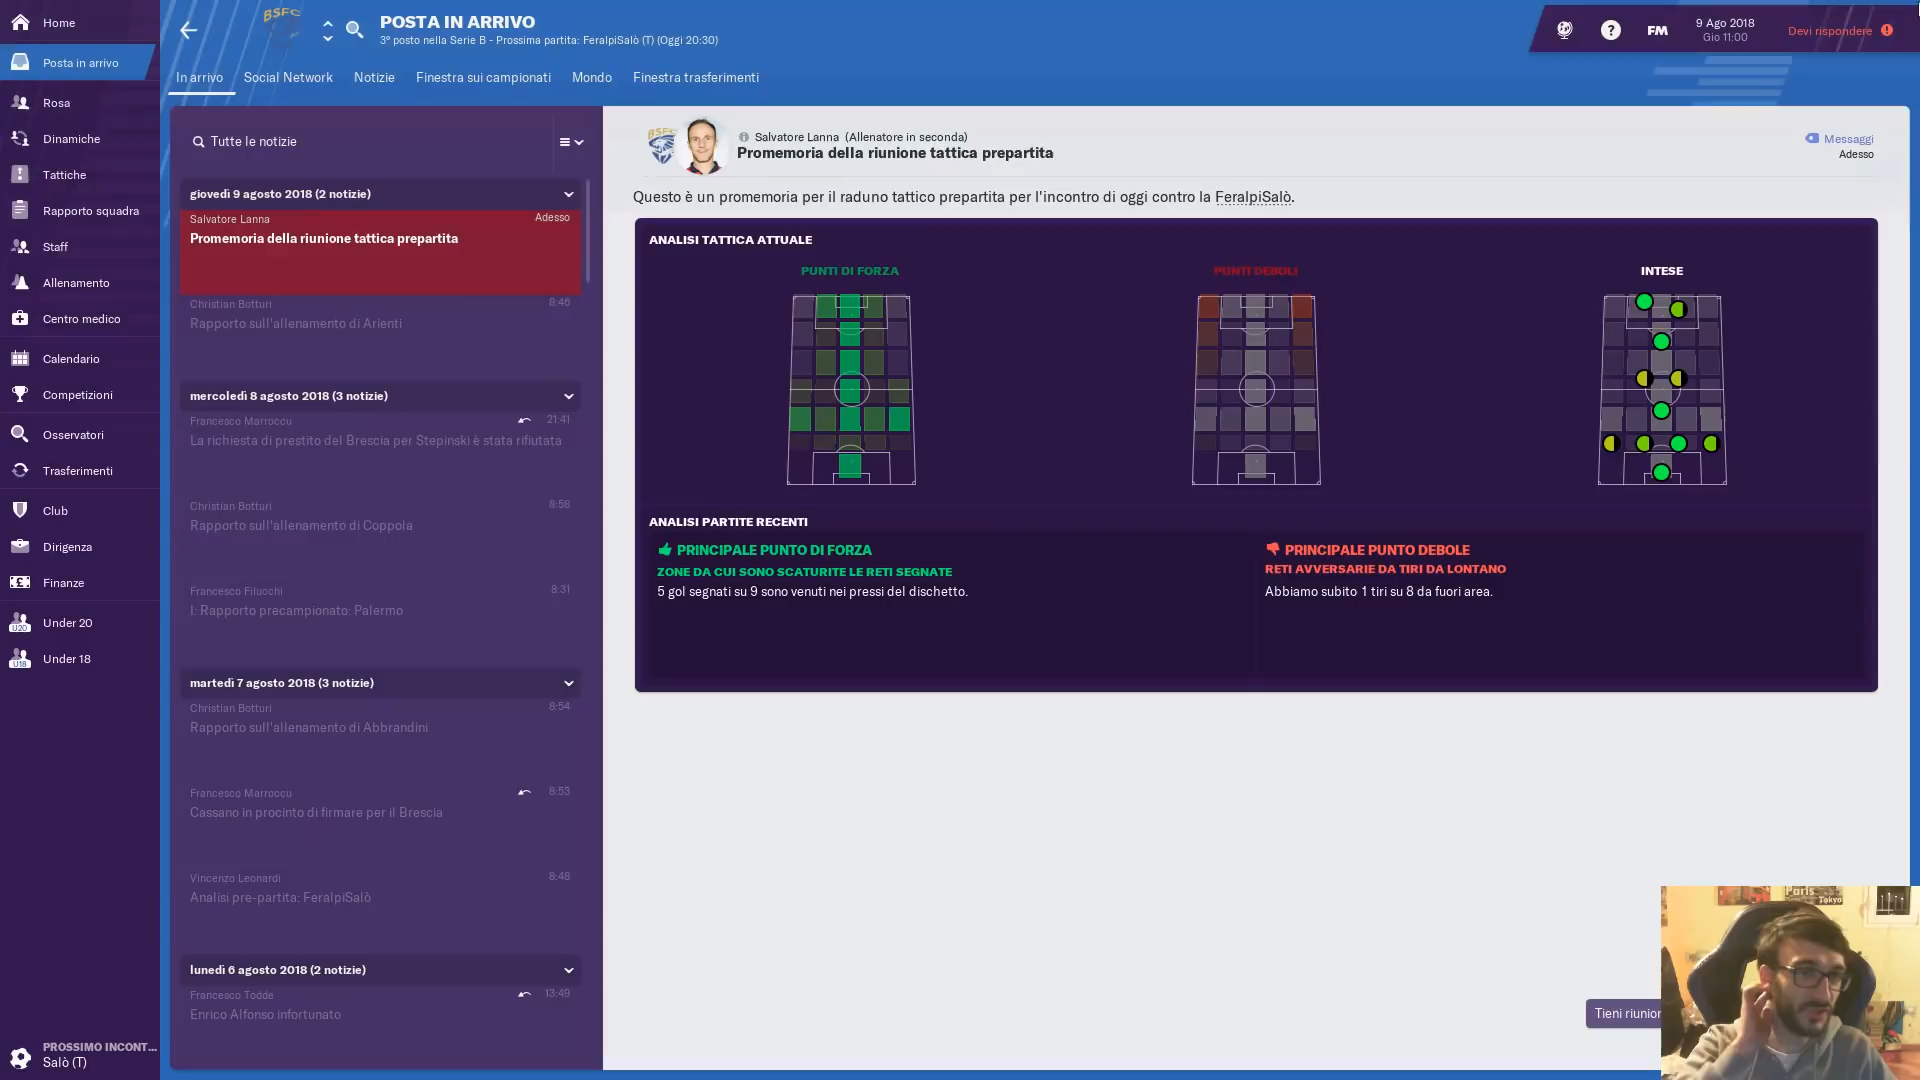 Home
Posta in arrivo
Rosa
Dinamiche
Tattiche
Rapporto squadra
Staff
Allenamento
Centro medico
Calendario
Competizioni
Osservatori
Trasferimenti
Club
Dirigenza
Finanze
U20
Under 20
U18
Under 18
PROSSIMO INCONT...
Salò (T)
BSFC
POSTA IN ARRIVO
3° posto nella Serie B - Prossima partita: FeralpiSalò (T) (Oggi 20:30)
?
FM
9 Ago 2018
Gio 11:00
Devi rispondere
In arrivo
Social Network
Notizie
Finestra sui campionati
Mondo
Finestra trasferimenti
Tutte le notizie
giovedì 9 agosto 2018 (2 notizie)
Salvatore Lanna
Adesso
Promemoria della riunione tattica prepartita
Christian Botturi
8:46
Rapporto sull'allenamento di Arienti
mercoledì 8 agosto 2018 (3 notizie)
Francesco Marroccu
21:41
La richiesta di prestito del Brescia per Stepinski è stata rifiutata
Christian Botturi
8:58
Rapporto sull'allenamento di Coppola
Francesco Filucchi
8:31
I: Rapporto precampionato: Palermo
martedì 7 agosto 2018 (3 notizie)
Christian Botturi
8:54
Rapporto sull'allenamento di Abbrandini
Francesco Marroccu
8:53
Cassano in procinto di firmare per il Brescia
Vincenzo Leonardi
8:48
Analisi pre-partita: FeralpiSalò
lunedì 6 agosto 2018 (2 notizie)
Francesco Todde
13:49
Enrico Alfonso infortunato
BSFC
Salvatore Lanna (Allenatore in seconda)
Promemoria della riunione tattica prepartita
Messaggi
Adesso
Questo è un promemoria per il raduno tattico prepartita per l'incontro di oggi contro la FeralpiSalò.
ANALISI TATTICA ATTUALE
PUNTI DI FORZA
PUNTI DEBOLI
INTESE
ANALISI PARTITE RECENTI
PRINCIPALE PUNTO DI FORZA
ZONE DA CUI SONO SCATURITE LE RETI SEGNATE
5 gol segnati su 9 sono venuti nei pressi del dischetto.
PRINCIPALE PUNTO DEBOLE
RETI AVVERSARIE DA TIRI DA LONTANO
Abbiamo subito 1 tiri su 8 da fuori area.
Tieni riunion
Paris
Tokyo